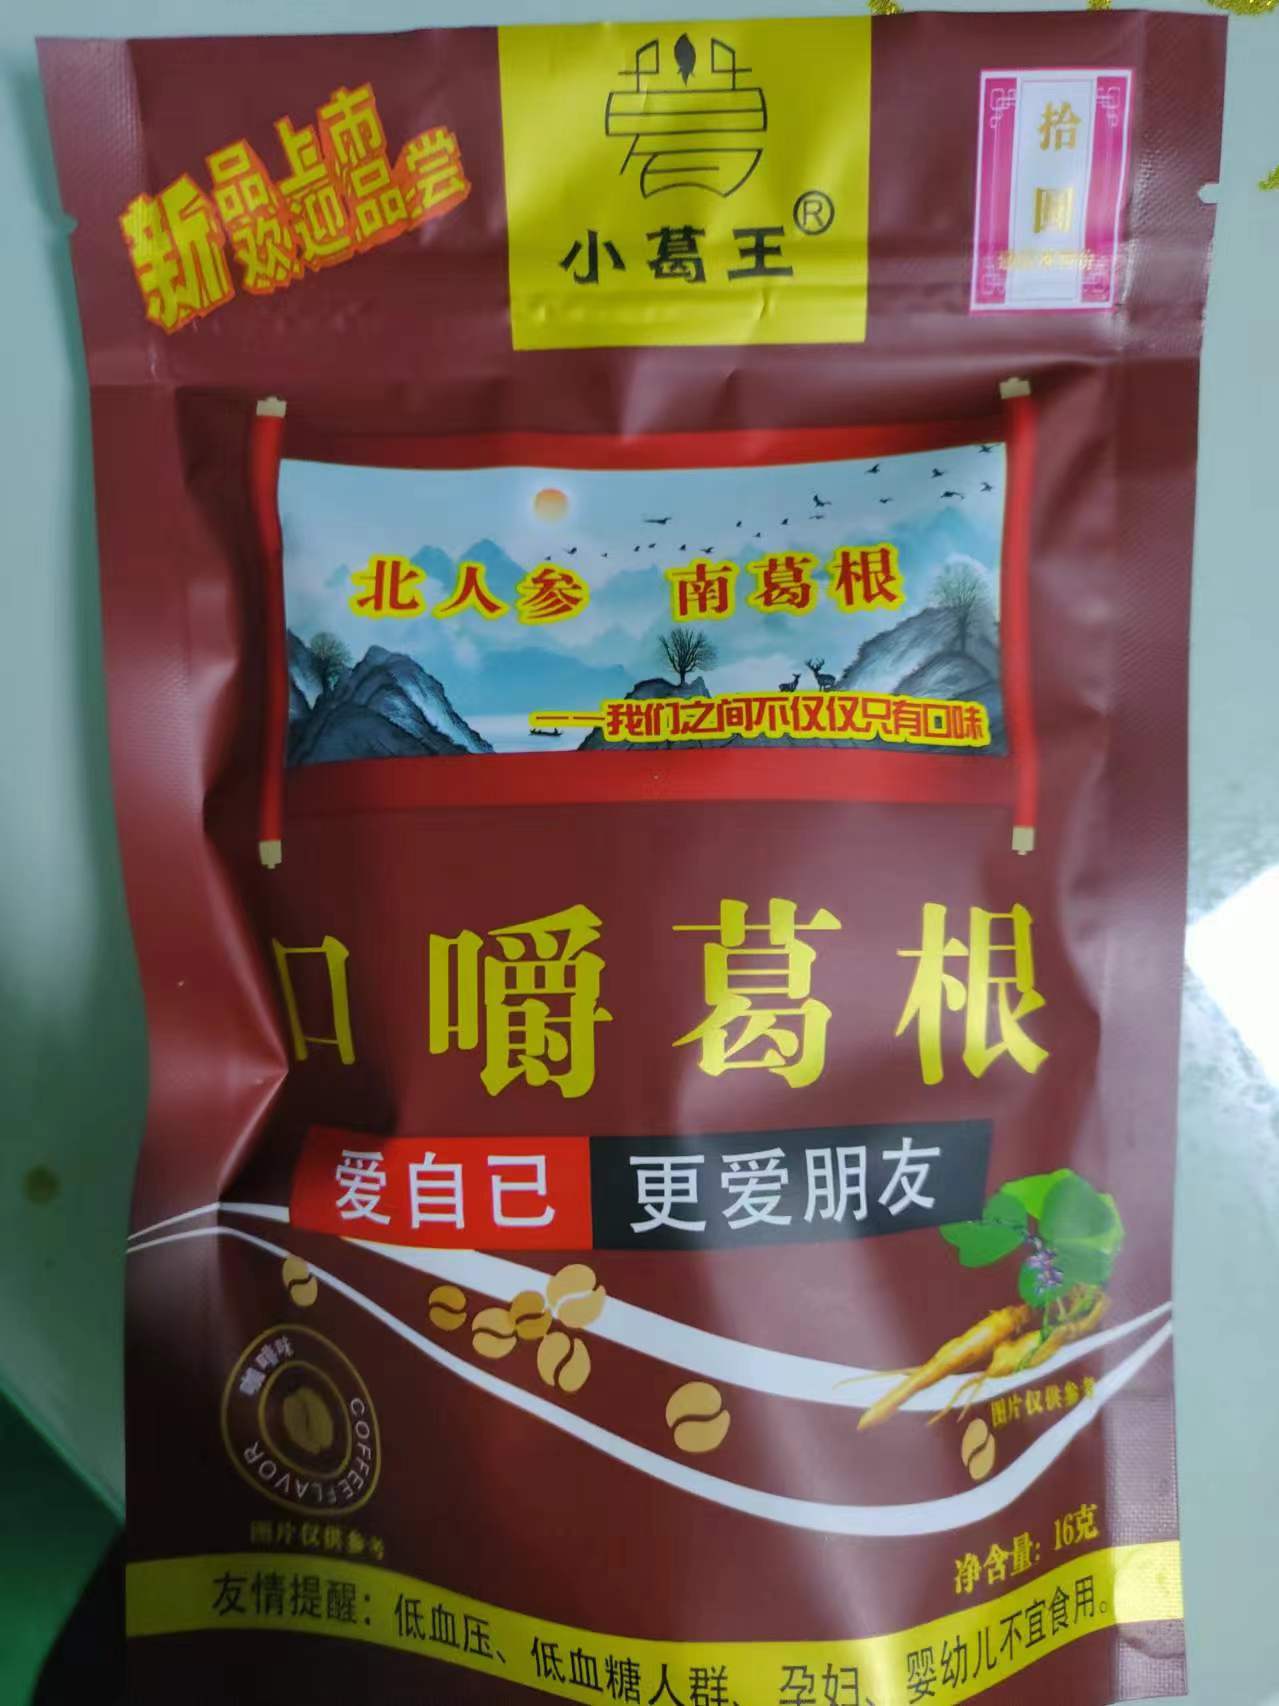 新品上市
欢迎品尝
小葛王®
拾圆
北人参 南葛根
——我们之间不仅仅只有口味
口嚼葛根
爱自已 更爱朋友
咖啡味
COFFEEFLAVOR
图片仅供参考
图片仅供参考
净含量：16克
友情提醒：低血压、低血糖人群、孕妇、婴幼儿不宜食用。